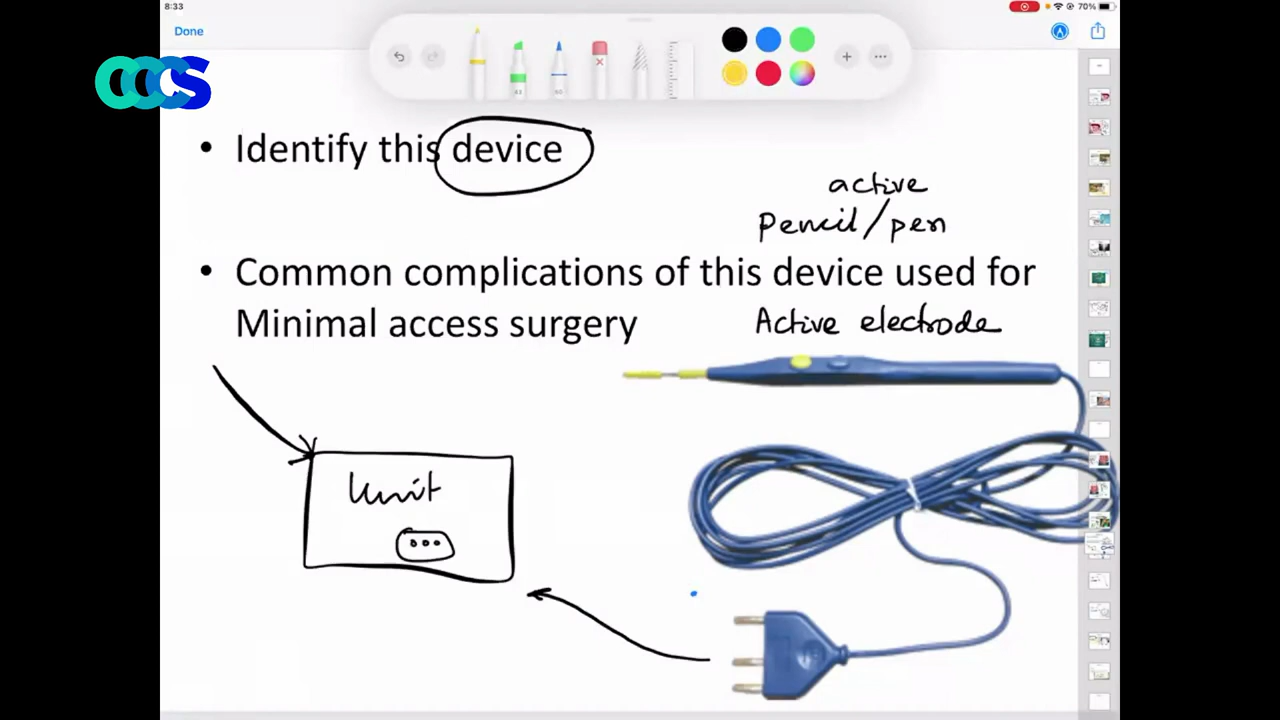 8:33
70%
Done
CCCS
• Identify this device
active
Pencil/pen
• Common complications of this device used for
Minimal access surgery
Active electrode
Unit